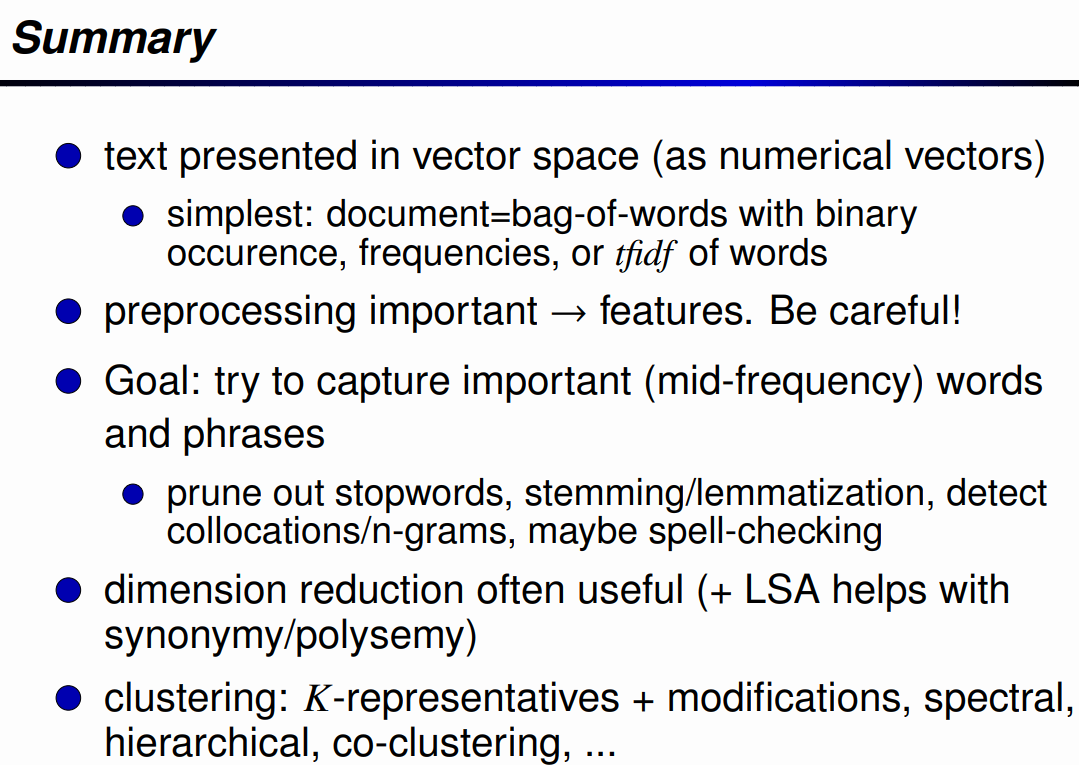 Summary
text presented in vector space (as numerical vectors)
simplest: document=bag-of-words with binary
occurence, frequencies, or tfidf of words
preprocessing important → features. Be careful!
Goal: try to capture important (mid-frequency) words
and phrases
prune out stopwords, stemming/lemmatization, detect
collocations/n-grams, maybe spell-checking
dimension reduction often useful (+ LSA helps with
synonymy/polysemy)
clustering: K-representatives + modifications, spectral,
hierarchical, co-clustering, ...